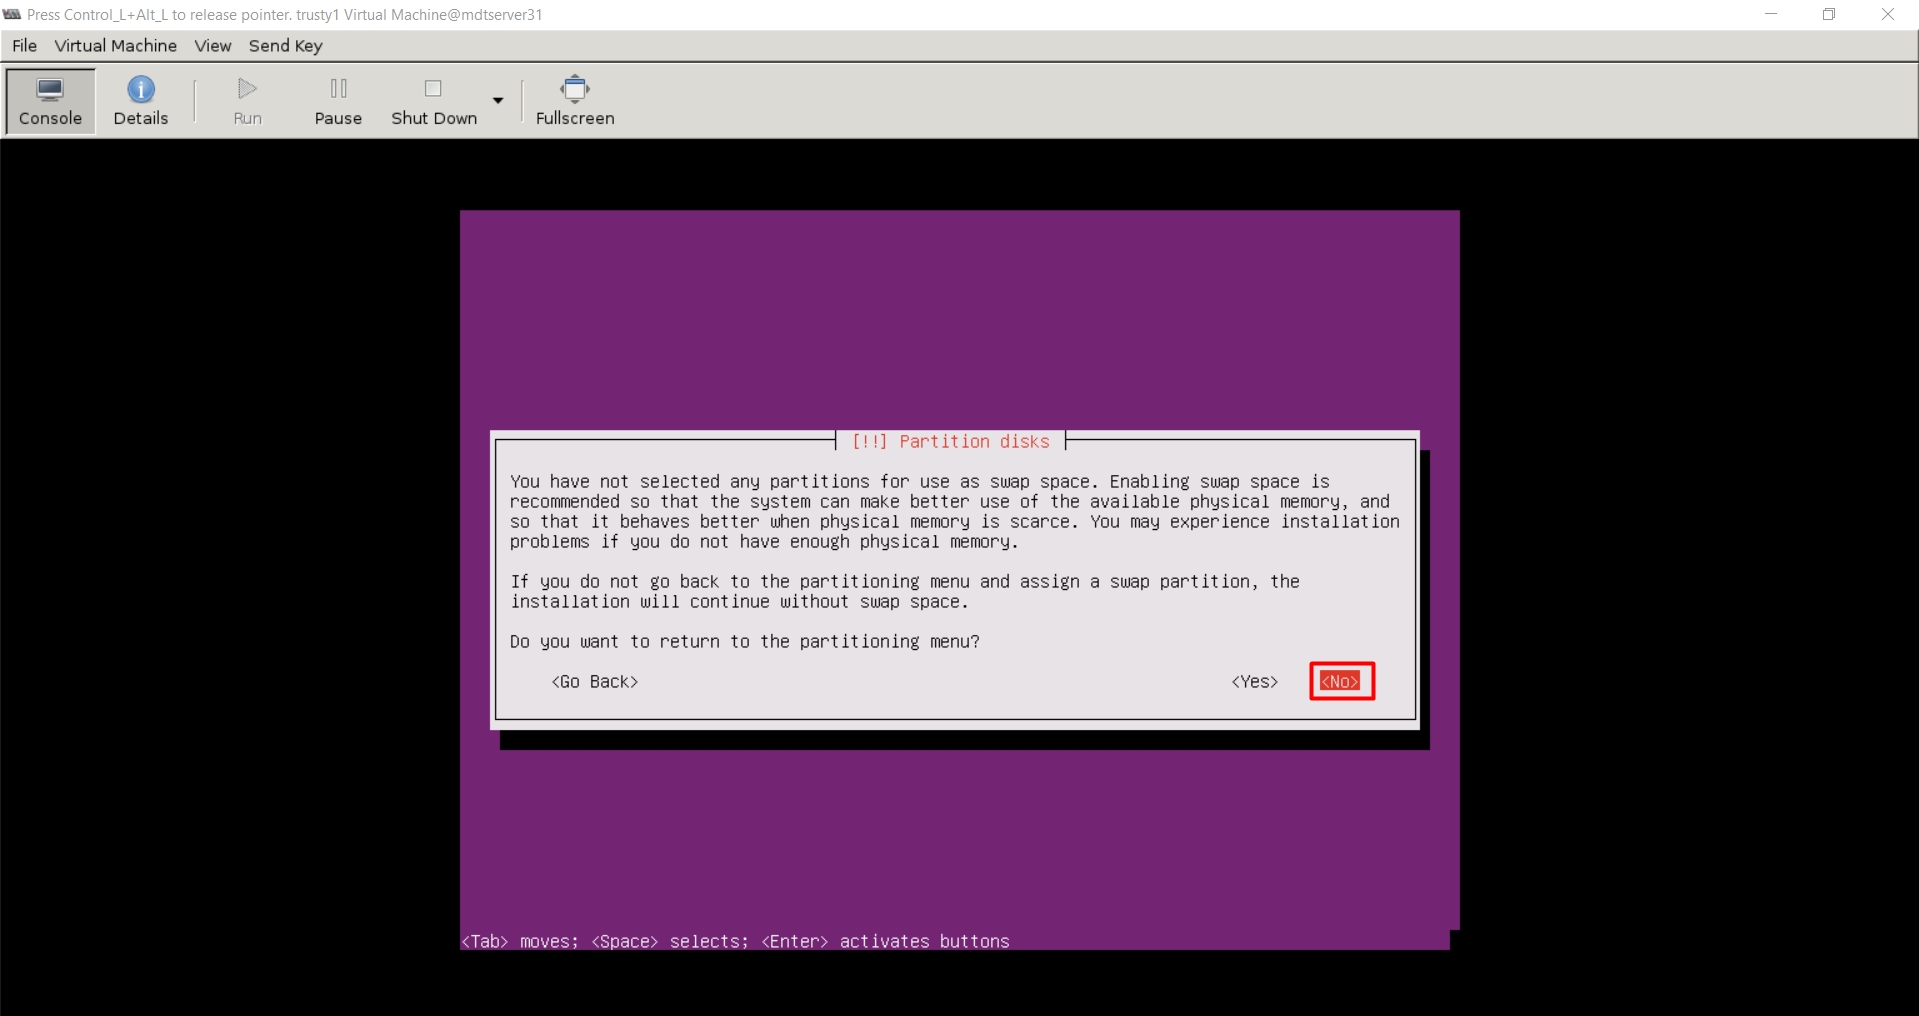 Press Control_L+Alt_L to release pointer. trusty1 Virtual Machine@mdtserver31
File Virtual Machine View Send Key
Console Details Run Pause Shut Down Fullscreen
[!!] Partition disks
You have not selected any partitions for use as swap space. Enabling swap space is
recommended so that the system can make better use of the available physical memory, and
so that it behaves better when physical memory is scarce. You may experience installation
problems if you do not have enough physical memory.
If you do not go back to the partitioning menu and assign a swap partition, the
installation will continue without swap space.
Do you want to return to the partitioning menu?
<Go Back> <Yes> <No>
<Tab> moves; <Space> selects; <Enter> activates buttons